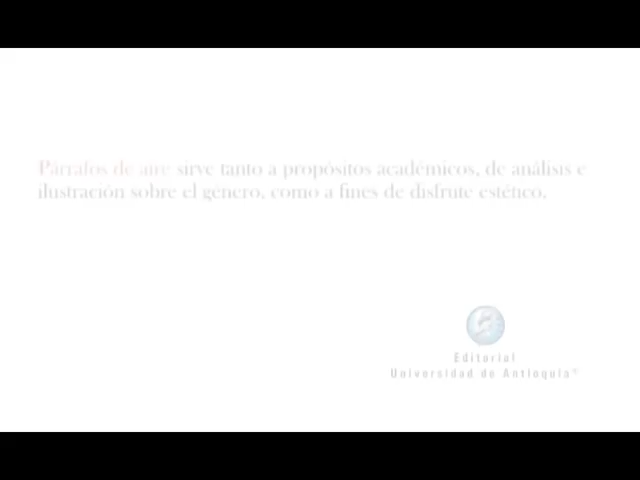 Párrafos de aire sirve tanto a propósitos académicos, de análisis e
ilustración sobre el género, como a fines de disfrute estético.
Editorial
Universidad de Antioquia®